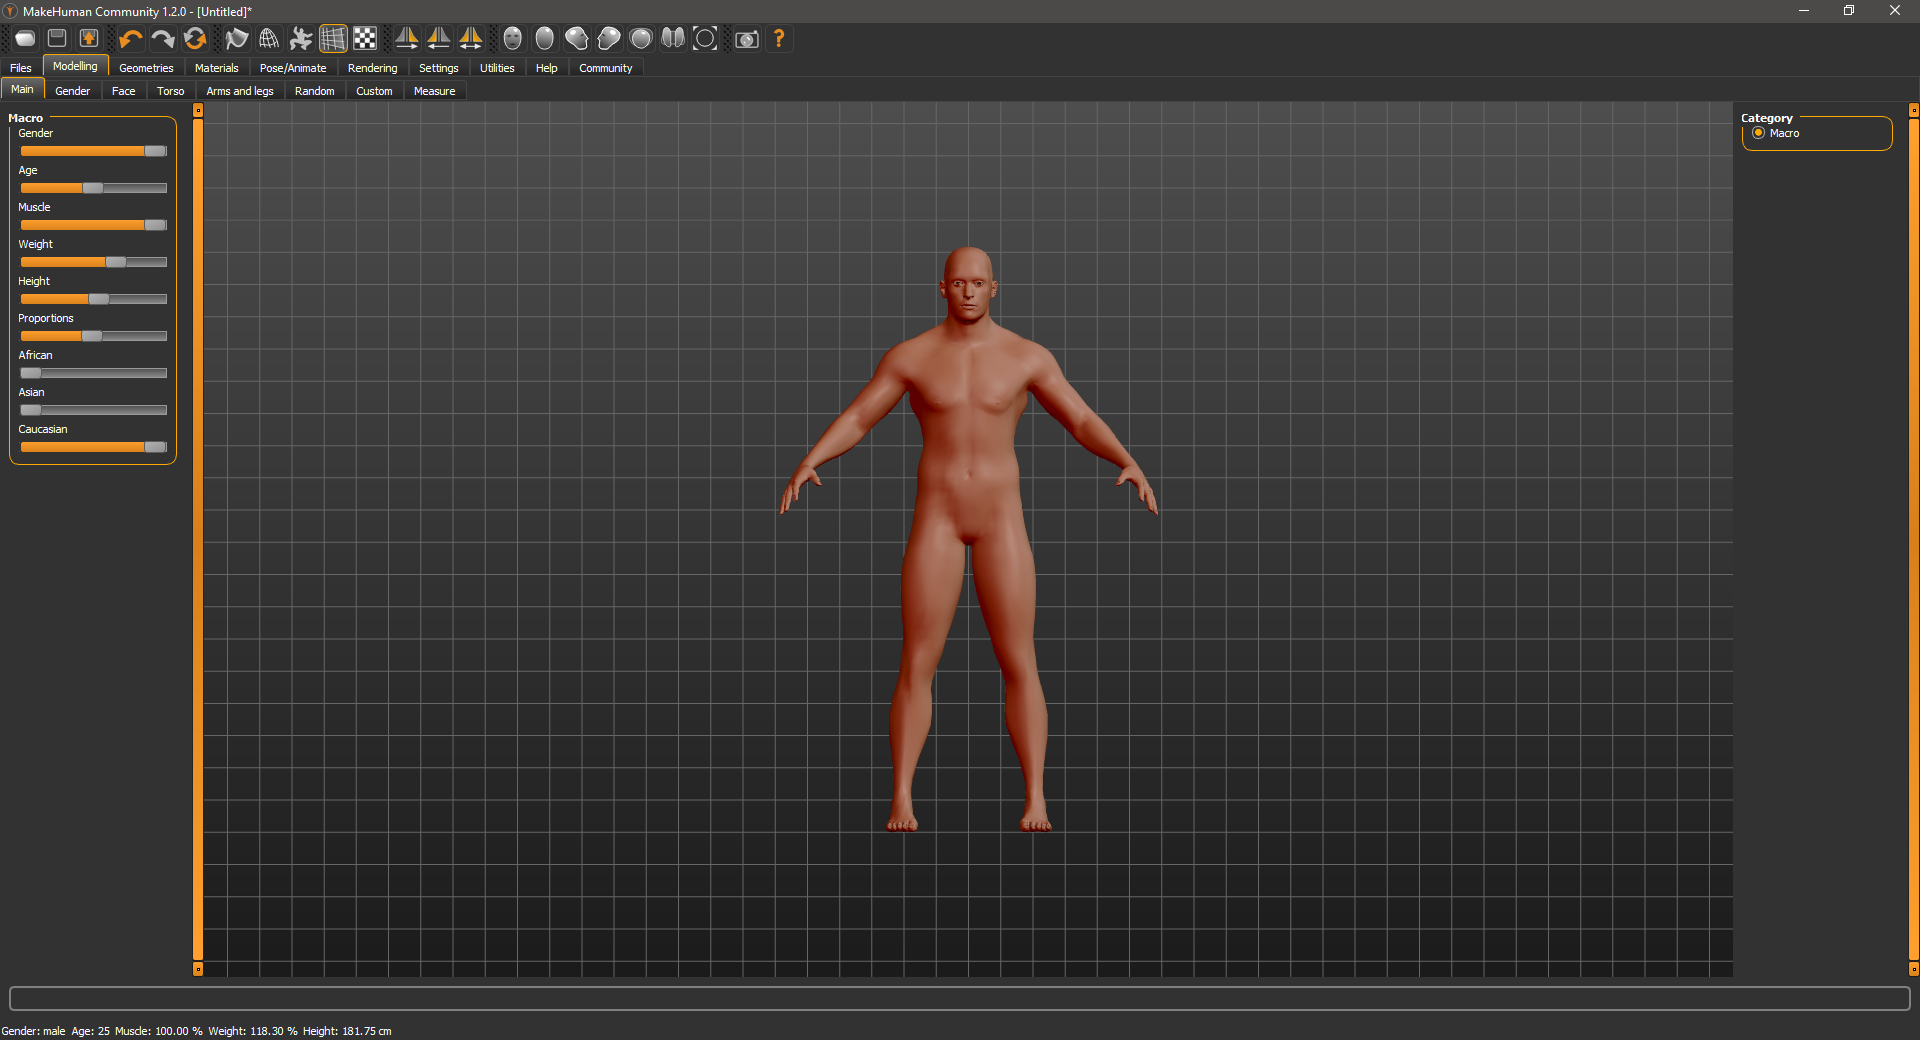 MakeHuman Community 1.2.0 - [Untitled]*
Files Modelling Geometries Materials Pose/Animate Rendering Settings Utilities Help Community
Main Gender Face Torso Arms and legs Random Custom Measure
Macro
Gender
Age
Muscle
Weight
Height
Proportions
African
Asian
Caucasian
Category
Macro
Gender: male Age: 25 Muscle: 100.00 % Weight: 118.30 % Height: 181.75 cm